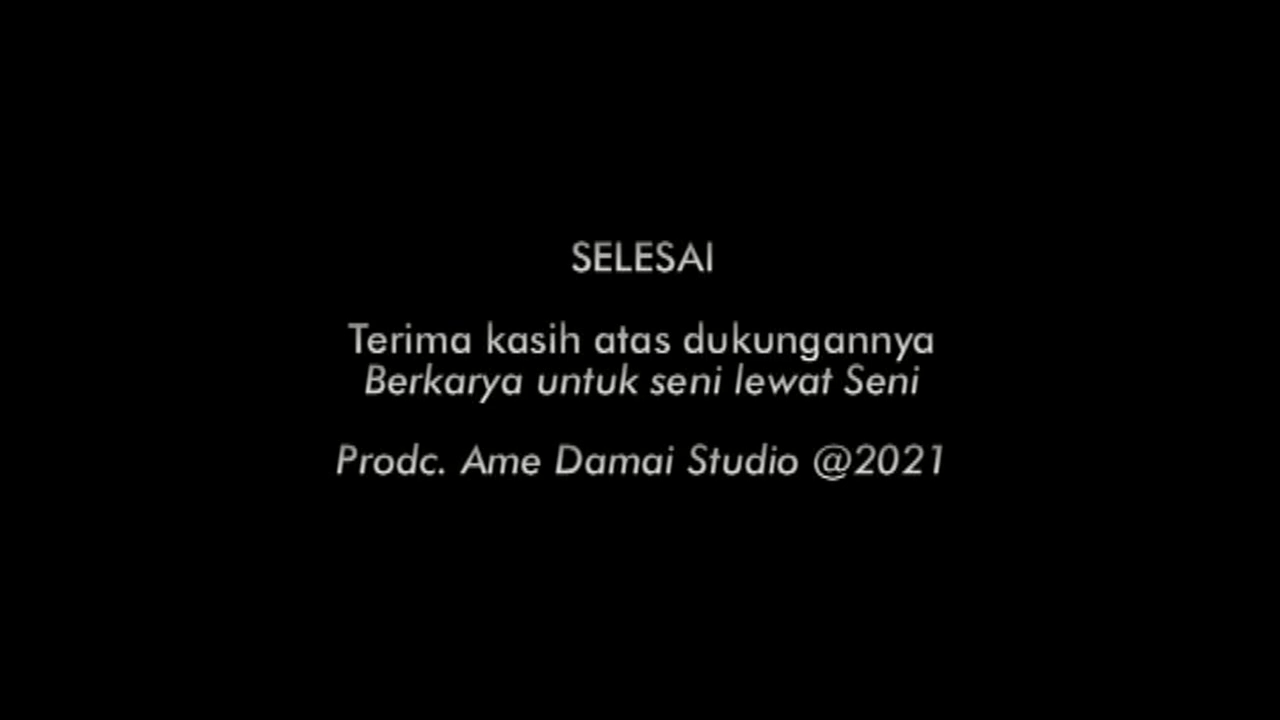 SELESAI
Terima kasih atas dukungannya
Berkarya untuk seni lewat Seni
Prodc. Ame Damai Studio @2021